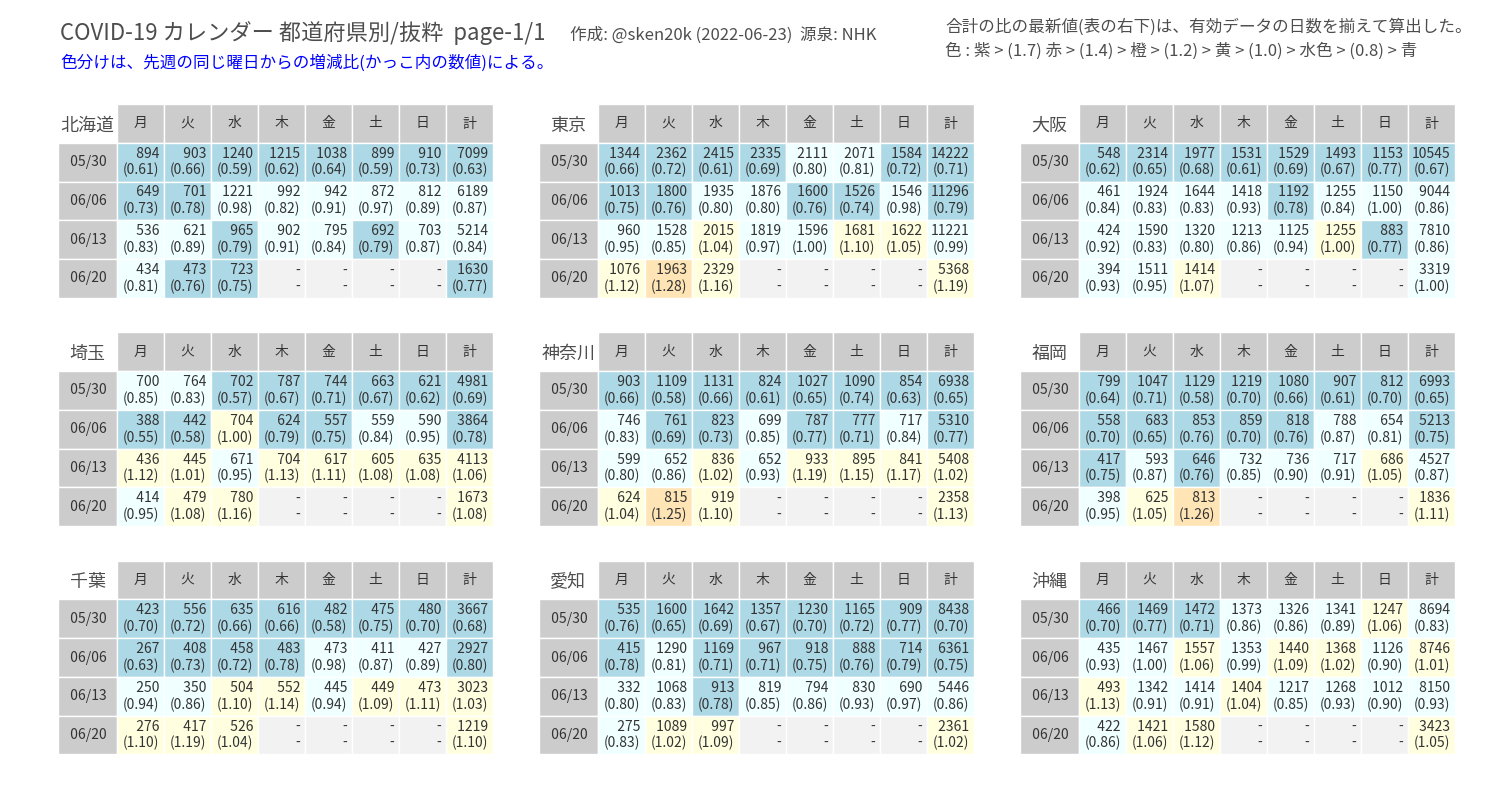 COVID-19 カレンダー 都道府県別/抜粋 page-1/1 作成: @sken20k (2022-06-23) 源泉: NHK
合計の比の最新値(表の右下)は、有効データの日数を揃えて算出した。
色分けは、先週の同じ曜日からの増減比(かっこ内の数値)による。
色 : 紫 > (1.7) 赤 > (1.4) > 橙 > (1.2) > 黄 > (1.0) > 水色 > (0.8) > 青
北海道 月 火 水 木 金 土 日 計
05/30 894 903 1240 1215 1038 899 910 7099
(0.61) (0.66) (0.59) (0.62) (0.64) (0.59) (0.73) (0.63)
06/06 649 701 1221 992 942 872 812 6189
(0.73) (0.78) (0.98) (0.82) (0.91) (0.97) (0.89) (0.87)
06/13 536 621 965 902 795 692 703 5214
(0.83) (0.89) (0.79) (0.91) (0.84) (0.79) (0.87) (0.84)
06/20 434 473 723 - - - - 1630
(0.81) (0.76) (0.75) - - - - (0.77)
東京 月 火 水 木 金 土 日 計
05/30 1344 2362 2415 2335 2111 2071 1584 14222
(0.66) (0.72) (0.61) (0.69) (0.80) (0.81) (0.72) (0.71)
06/06 1013 1800 1935 1876 1600 1526 1546 11296
(0.75) (0.76) (0.80) (0.80) (0.76) (0.74) (0.98) (0.79)
06/13 960 1528 2015 1819 1596 1681 1622 11221
(0.95) (0.85) (1.04) (0.97) (1.00) (1.10) (1.05) (0.99)
06/20 1076 1963 2329 - - - - 5368
(1.12) (1.28) (1.16) - - - - (1.19)
大阪 月 火 水 木 金 土 日 計
05/30 548 2314 1977 1531 1529 1493 1153 10545
(0.62) (0.65) (0.68) (0.61) (0.69) (0.67) (0.77) (0.67)
06/06 461 1924 1644 1418 1192 1255 1150 9044
(0.84) (0.83) (0.83) (0.93) (0.78) (0.84) (1.00) (0.86)
06/13 424 1590 1320 1213 1125 1255 883 7810
(0.92) (0.83) (0.80) (0.86) (0.94) (1.00) (0.77) (0.86)
06/20 394 1511 1414 - - - - 3319
(0.93) (0.95) (1.07) - - - - (1.00)
埼玉 月 火 水 木 金 土 日 計
05/30 700 764 702 787 744 663 621 4981
(0.85) (0.83) (0.57) (0.67) (0.71) (0.67) (0.62) (0.69)
06/06 388 442 704 624 557 559 590 3864
(0.55) (0.58) (1.00) (0.79) (0.75) (0.84) (0.95) (0.78)
06/13 436 445 671 704 617 605 635 4113
(1.12) (1.01) (0.95) (1.13) (1.11) (1.08) (1.08) (1.06)
06/20 414 479 780 - - - - 1673
(0.95) (1.08) (1.16) - - - - (1.08)
神奈川 月 火 水 木 金 土 日 計
05/30 903 1109 1131 824 1027 1090 854 6938
(0.66) (0.58) (0.66) (0.61) (0.65) (0.74) (0.63) (0.65)
06/06 746 761 823 699 787 777 717 5310
(0.83) (0.69) (0.73) (0.85) (0.77) (0.71) (0.84) (0.77)
06/13 599 652 836 652 933 895 841 5408
(0.80) (0.86) (1.02) (0.93) (1.19) (1.15) (1.17) (1.02)
06/20 624 815 919 - - - - 2358
(1.04) (1.25) (1.10) - - - - (1.13)
福岡 月 火 水 木 金 土 日 計
05/30 799 1047 1129 1219 1080 907 812 6993
(0.64) (0.71) (0.58) (0.70) (0.66) (0.61) (0.70) (0.65)
06/06 558 683 853 859 818 788 654 5213
(0.70) (0.65) (0.76) (0.70) (0.76) (0.87) (0.81) (0.75)
06/13 417 593 646 732 736 717 686 4527
(0.75) (0.87) (0.76) (0.85) (0.90) (0.91) (1.05) (0.87)
06/20 398 625 813 - - - - 1836
(0.95) (1.05) (1.26) - - - - (1.11)
千葉 月 火 水 木 金 土 日 計
05/30 423 556 635 616 482 475 480 3667
(0.70) (0.72) (0.66) (0.66) (0.58) (0.75) (0.70) (0.68)
06/06 267 408 458 483 473 411 427 2927
(0.63) (0.73) (0.72) (0.78) (0.98) (0.87) (0.89) (0.80)
06/13 250 350 504 552 445 449 473 3023
(0.94) (0.86) (1.10) (1.14) (0.94) (1.09) (1.11) (1.03)
06/20 276 417 526 - - - - 1219
(1.10) (1.19) (1.04) - - - - (1.10)
愛知 月 火 水 木 金 土 日 計
05/30 535 1600 1642 1357 1230 1165 909 8438
(0.76) (0.65) (0.69) (0.67) (0.70) (0.72) (0.77) (0.70)
06/06 415 1290 1169 967 918 888 714 6361
(0.78) (0.81) (0.71) (0.71) (0.75) (0.76) (0.79) (0.75)
06/13 332 1068 913 819 794 830 690 5446
(0.80) (0.83) (0.78) (0.85) (0.86) (0.93) (0.97) (0.86)
06/20 275 1089 997 - - - - 2361
(0.83) (1.02) (1.09) - - - - (1.02)
沖縄 月 火 水 木 金 土 日 計
05/30 466 1469 1472 1373 1326 1341 1247 8694
(0.70) (0.77) (0.71) (0.86) (0.86) (0.89) (1.06) (0.83)
06/06 435 1467 1557 1353 1440 1368 1126 8746
(0.93) (1.00) (1.06) (0.99) (1.09) (1.02) (0.90) (1.01)
06/13 493 1342 1414 1404 1217 1268 1012 8150
(1.13) (0.91) (0.91) (1.04) (0.85) (0.93) (0.90) (0.93)
06/20 422 1421 1580 - - - - 3423
(0.86) (1.06) (1.12) - - - - (1.05)